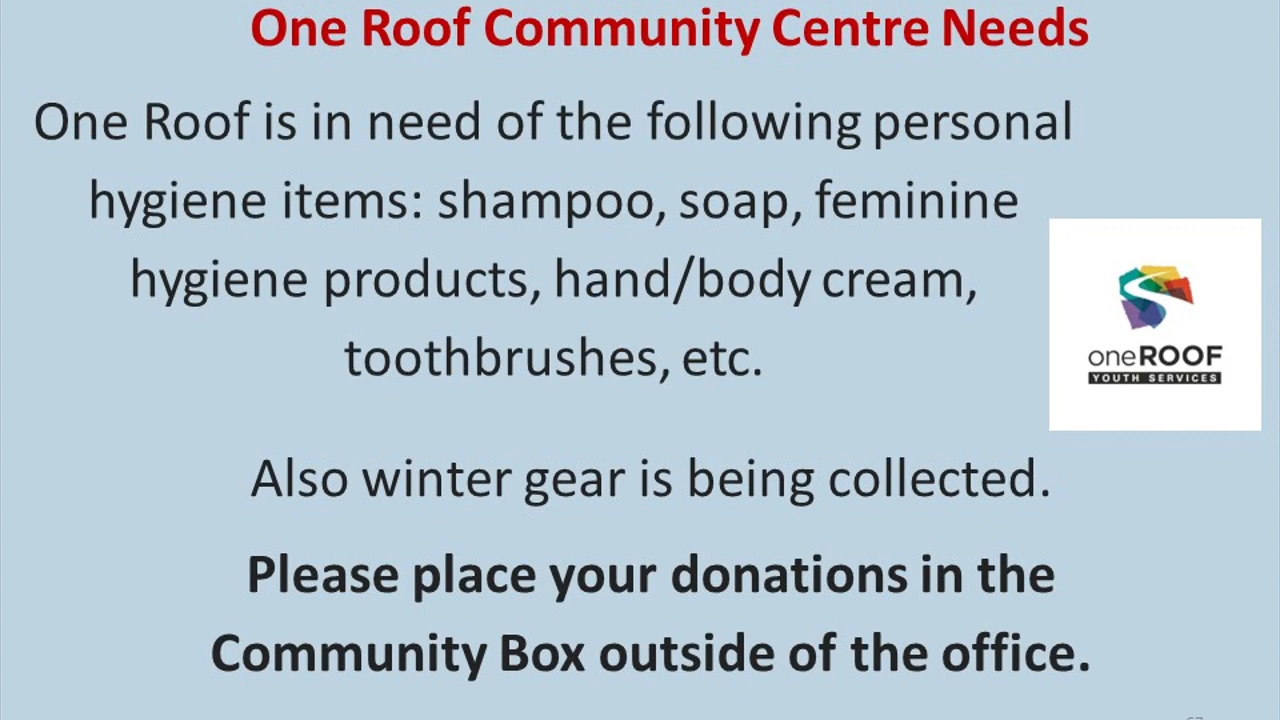 One Roof Community Centre Needs
One Roof is in need of the following personal
hygiene items: shampoo, soap, feminine
hygiene products, hand/body cream,
toothbrushes, etc.
oneROOF
YOUTH SERVICES
Also winter gear is being collected.
Please place your donations in the
Community Box outside of the office.